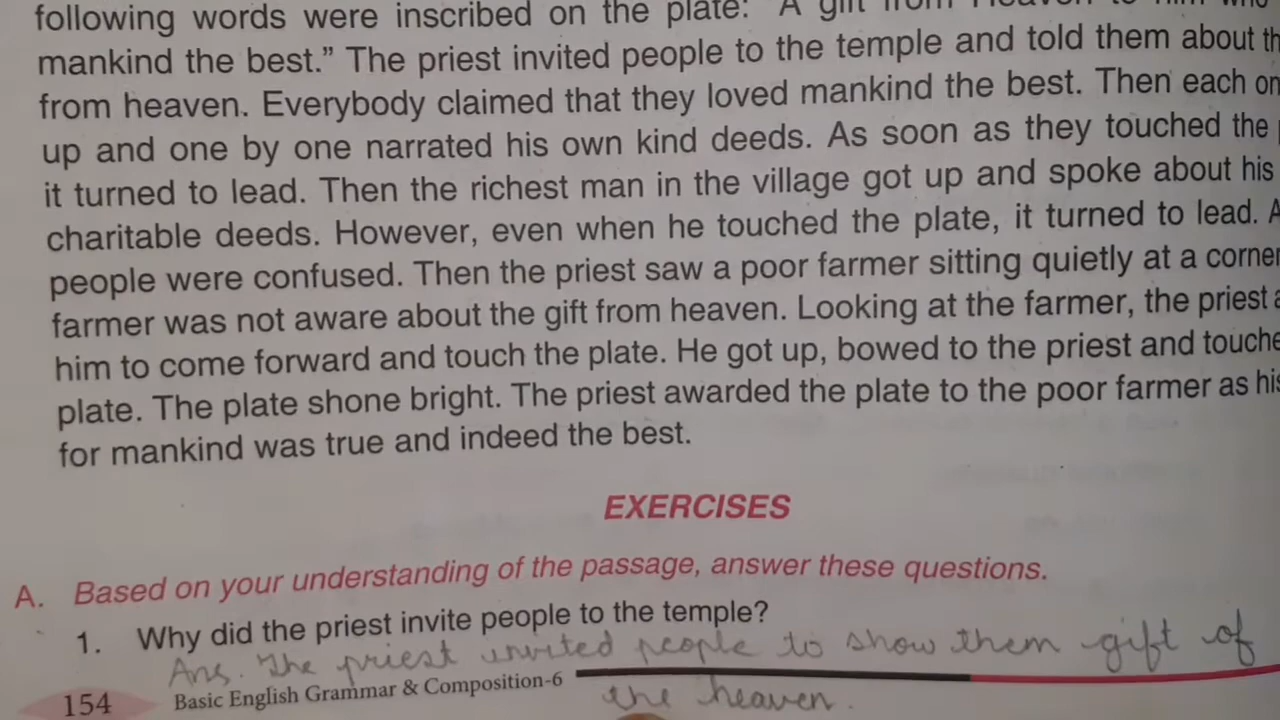 following words were inscribed on the plate: "A gift from Heaven to him who
mankind the best." The priest invited people to the temple and told them about th
from heaven. Everybody claimed that they loved mankind the best. Then each on
up and one by one narrated his own kind deeds. As soon as they touched the
it turned to lead. Then the richest man in the village got up and spoke about his
charitable deeds. However, even when he touched the plate, it turned to lead. A
people were confused. Then the priest saw a poor farmer sitting quietly at a corner
farmer was not aware about the gift from heaven. Looking at the farmer, the priest a
him to come forward and touch the plate. He got up, bowed to the priest and touche
plate. The plate shone bright. The priest awarded the plate to the poor farmer as his
for mankind was true and indeed the best.
EXERCISES
A. Based on your understanding of the passage, answer these questions.
1. Why did the priest invite people to the temple?
Ans. The priest invited people to show them gift of
the heaven.
154 Basic English Grammar & Composition-6